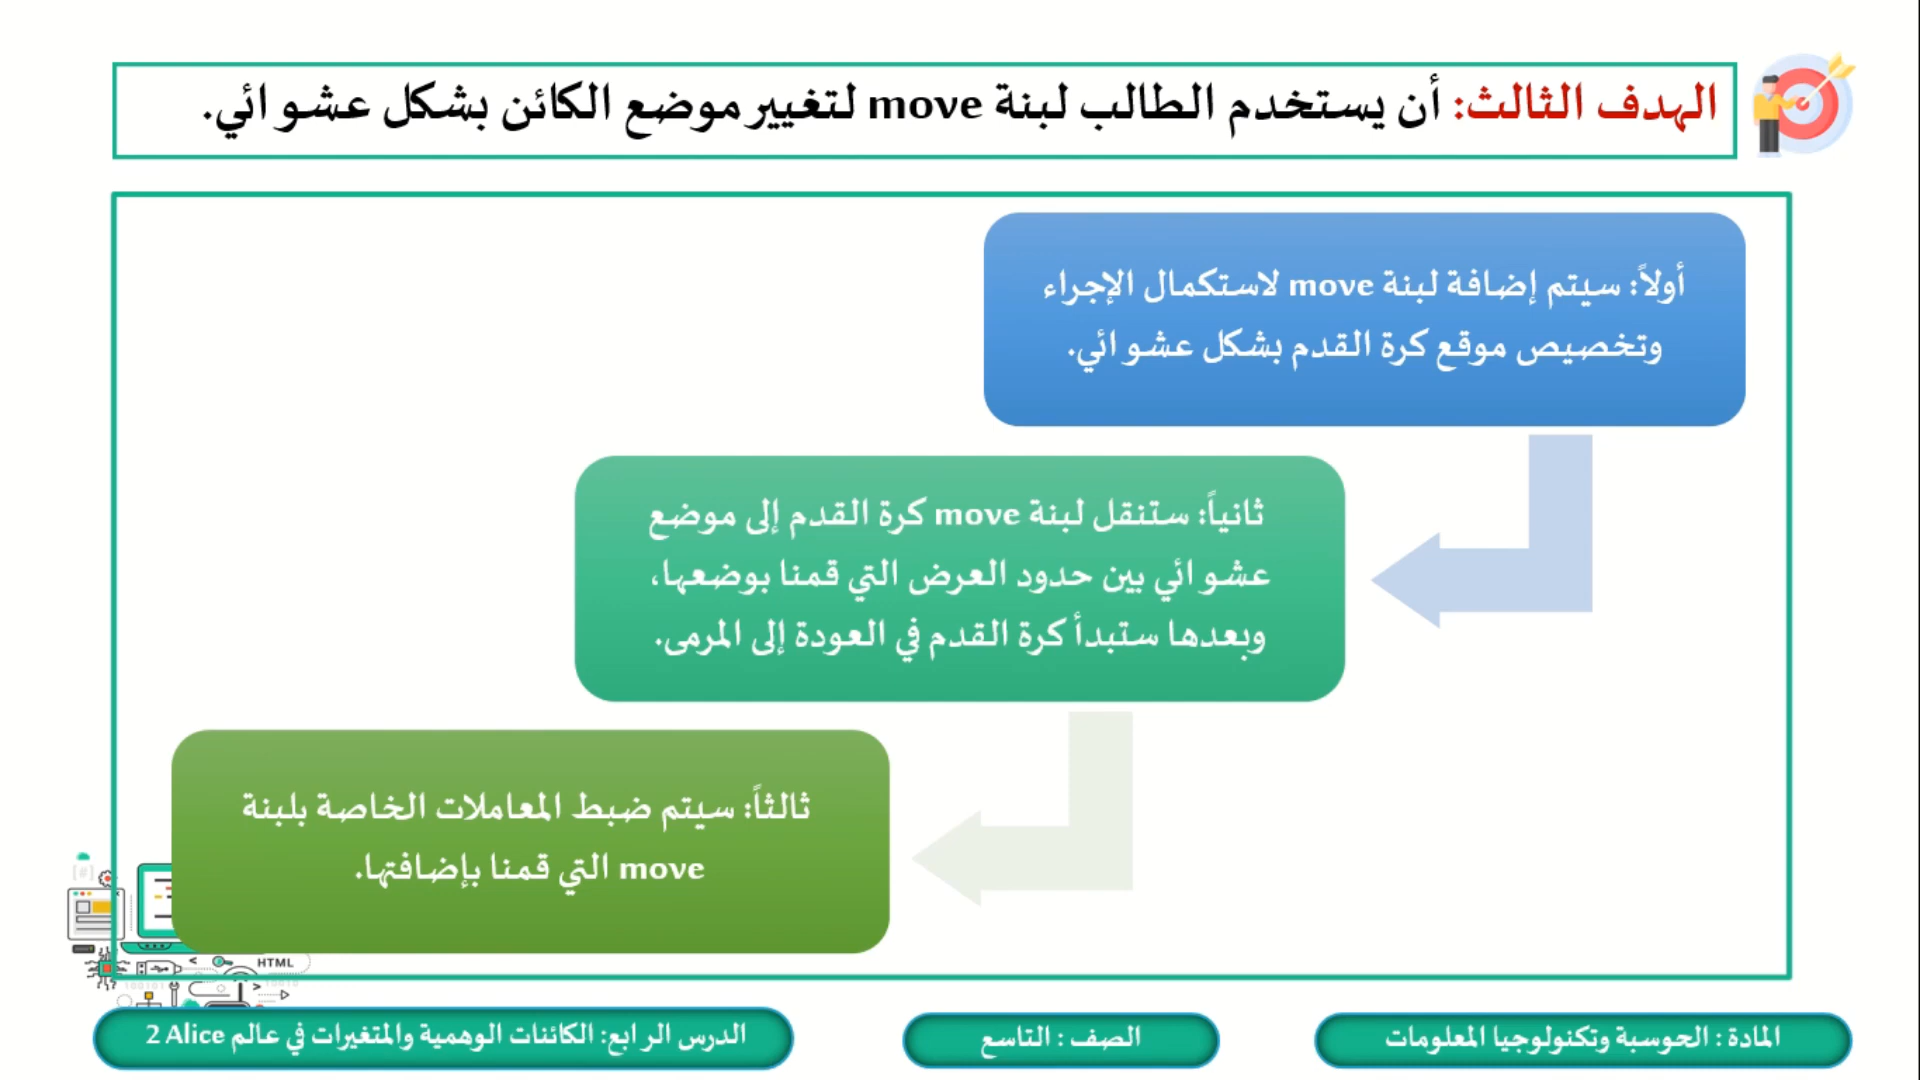 الهدف الثالث: أن يستخدم الطالب لبنة move لتغيير موضع الكائن بشكل عشوائي.
أولاً: سيتم إضافة لبنة move لاستكمال الإجراء
وتخصيص موقع كرة القدم بشكل عشوائي.
ثانياً: ستنقل لبنة move كرة القدم إلى موضع
عشوائي بين حدود العرض التي قمنا بوضعها،
وبعدها ستبدأ كرة القدم في العودة إلى المرمى.
ثالثاً: سيتم ضبط المعاملات الخاصة بلبنة
move التي قمنا بإضافتها.
HTML
المادة : الحوسبة وتكنولوجيا المعلومات
الصف : التاسع
الدرس الرابع: الكائنات الوهمية والمتغيرات في عالم Alice 2